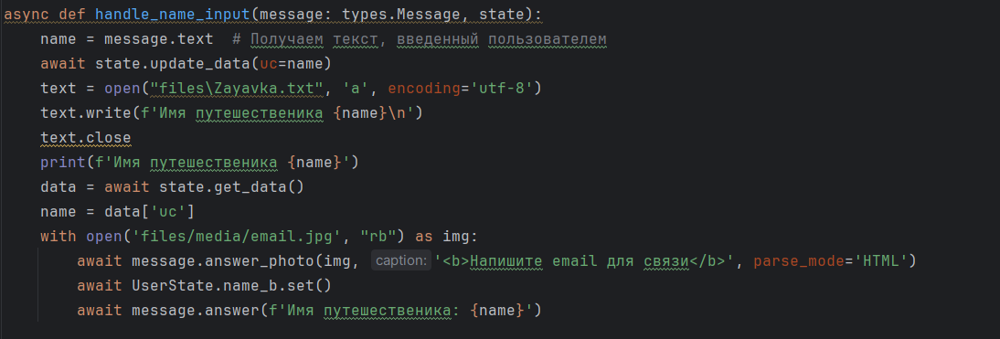 async def handle_name_input(message: types.Message, state):
    name = message.text  # Получаем текст, введенный пользователем
    await state.update_data(uc=name)
    text = open("files\Zayavka.txt", 'a', encoding='utf-8')
    text.write(f'Имя путешественика {name}\n')
    text.close
    print(f'Имя путешественика {name}')
    data = await state.get_data()
    name = data['uc']
    with open('files/media/email.jpg', "rb") as img:
        await message.answer_photo(img, caption: '<b>Напишите email для связи</b>', parse_mode='HTML')
        await UserState.name_b.set()
        await message.answer(f'Имя путешественика: {name}')